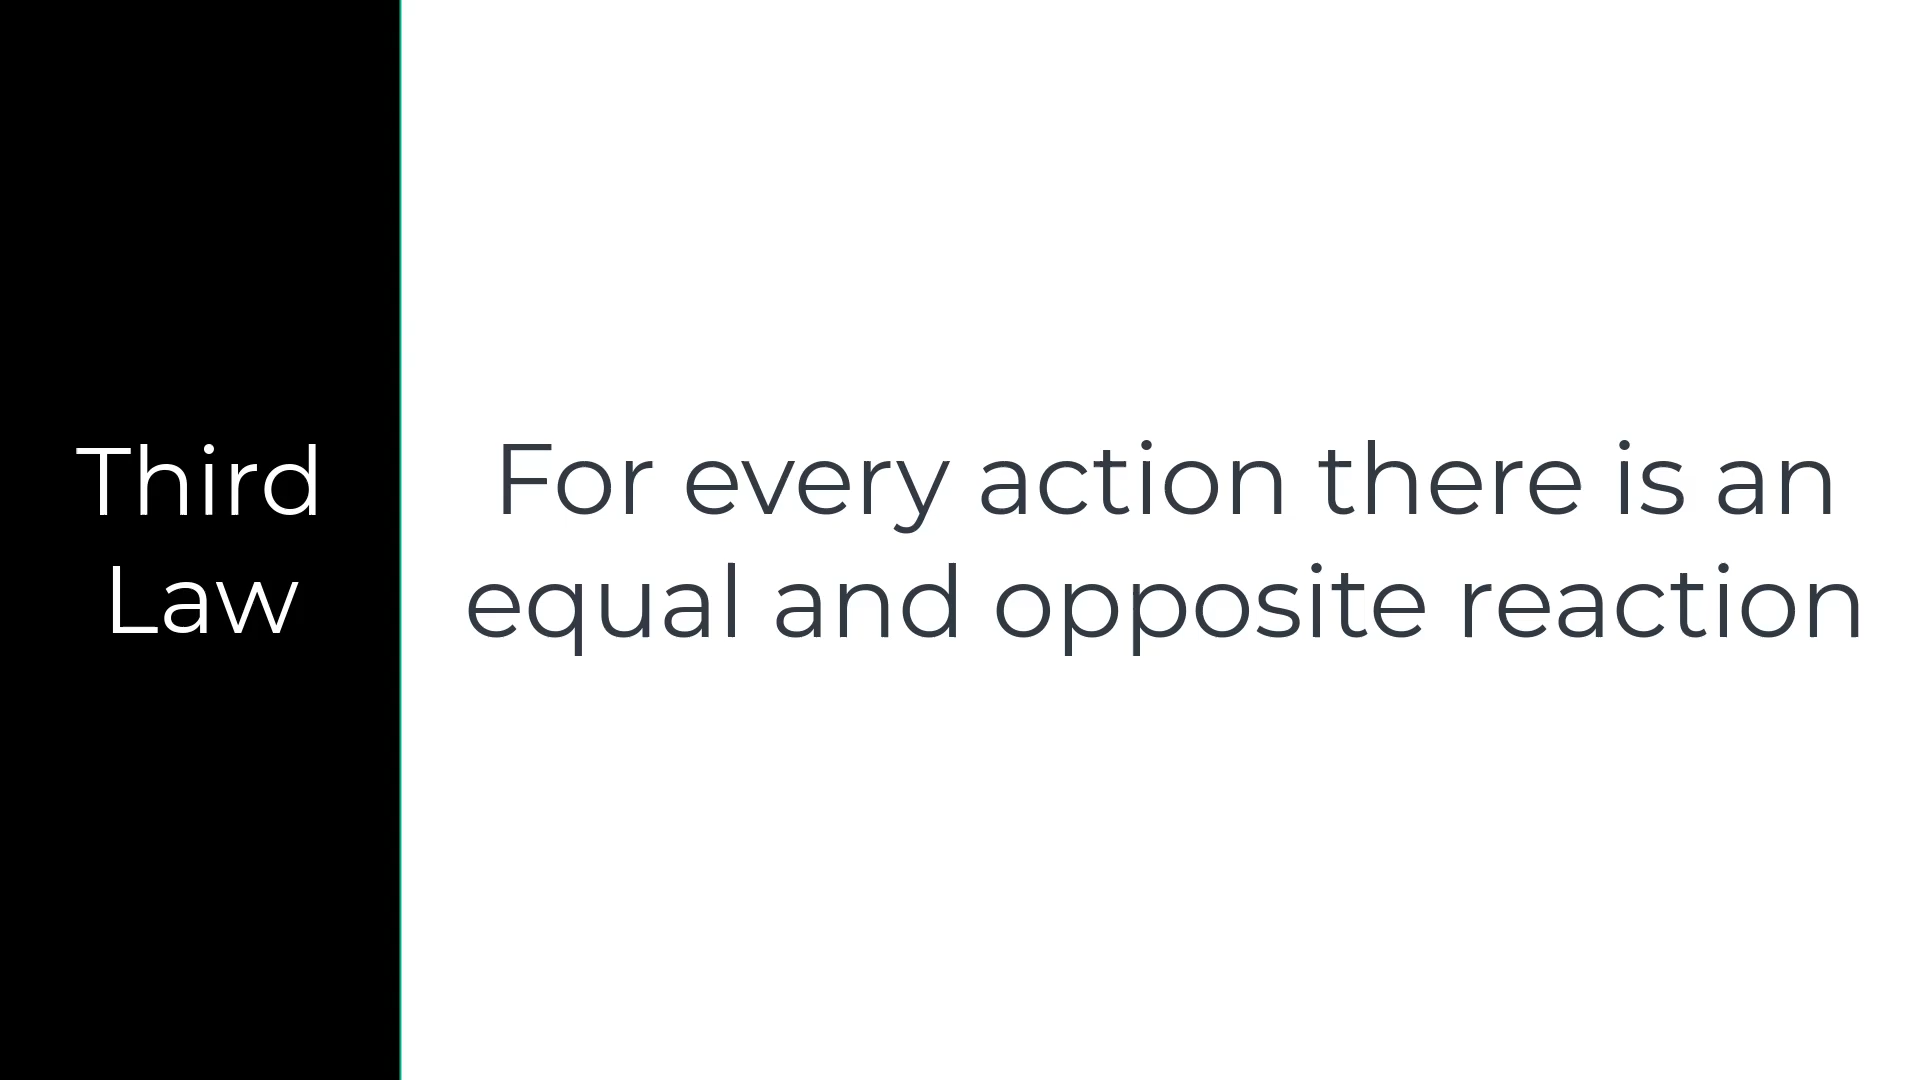 Third
Law
For every action there is an
equal and opposite reaction